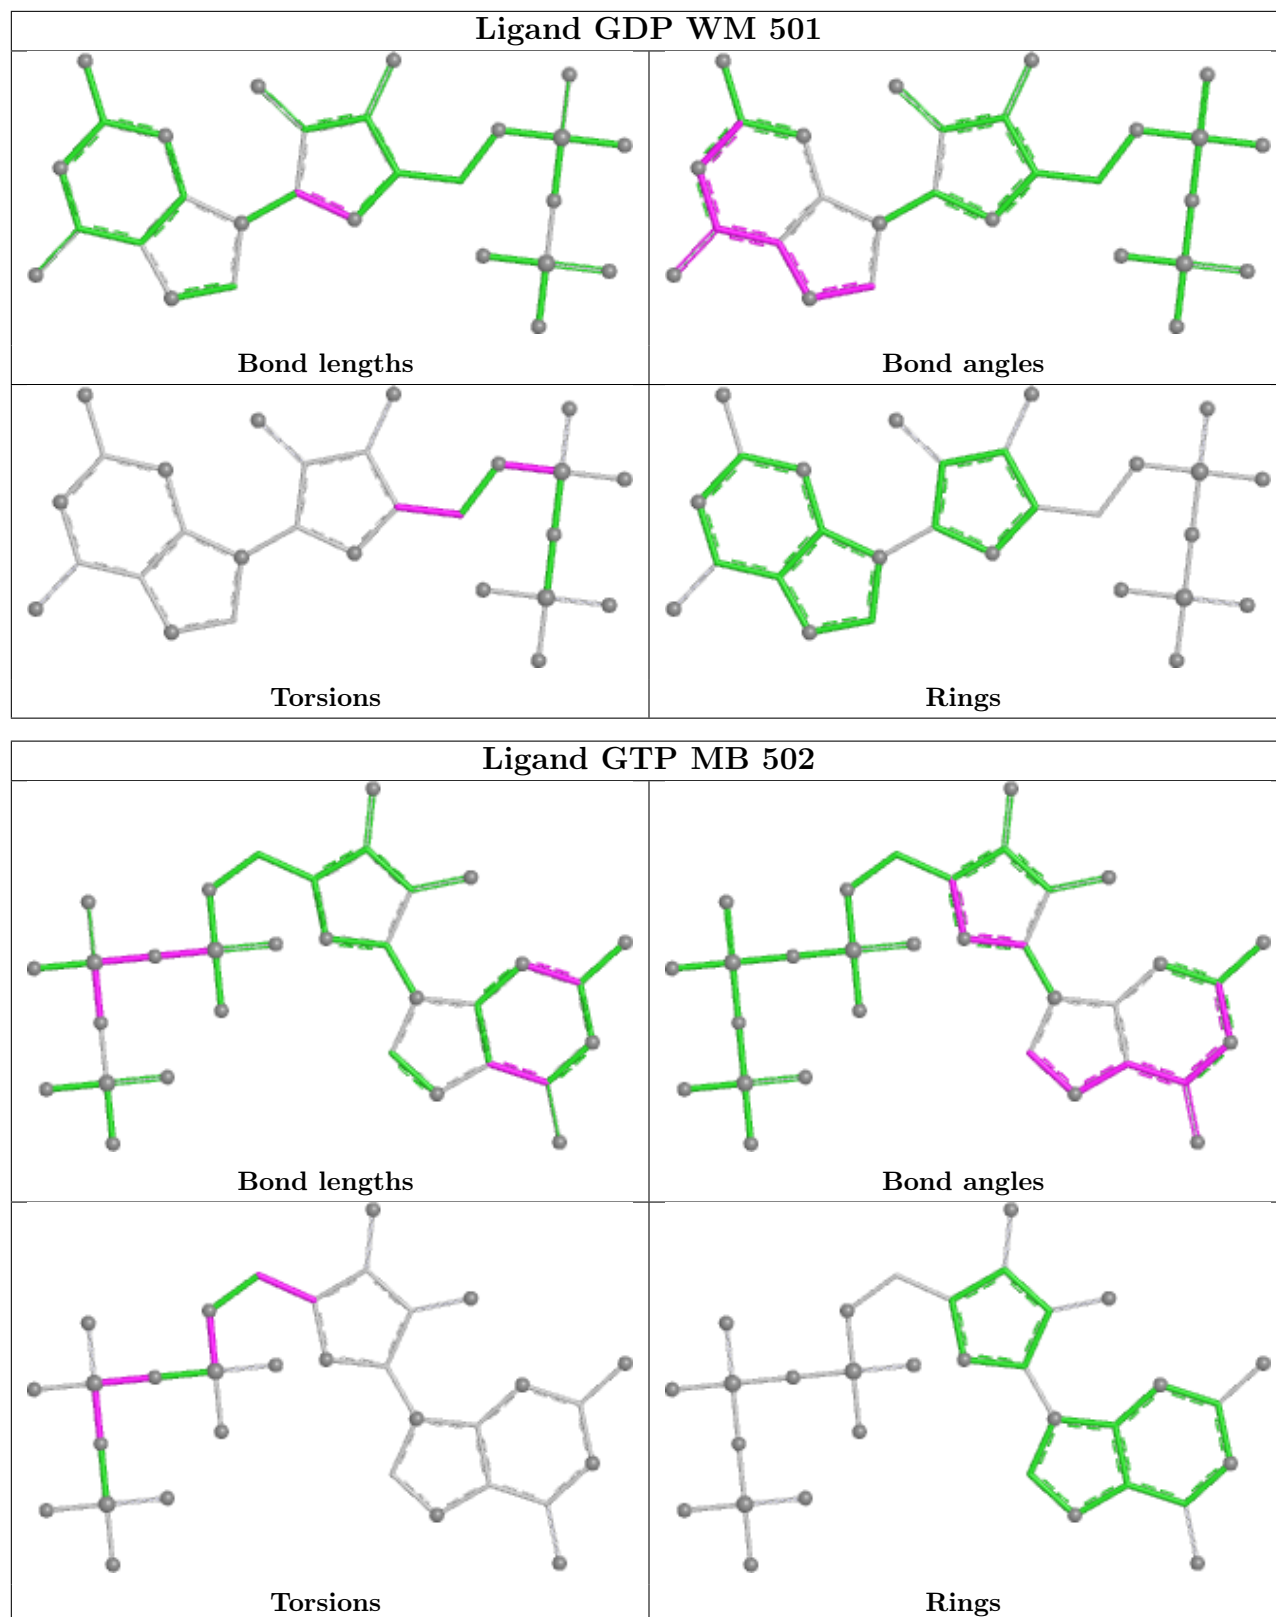 Ligand GDP WM 501
Bond lengths
Bond angles
Torsions
Rings
Ligand GTP MB 502
Bond lengths
Bond angles
Torsions
Rings